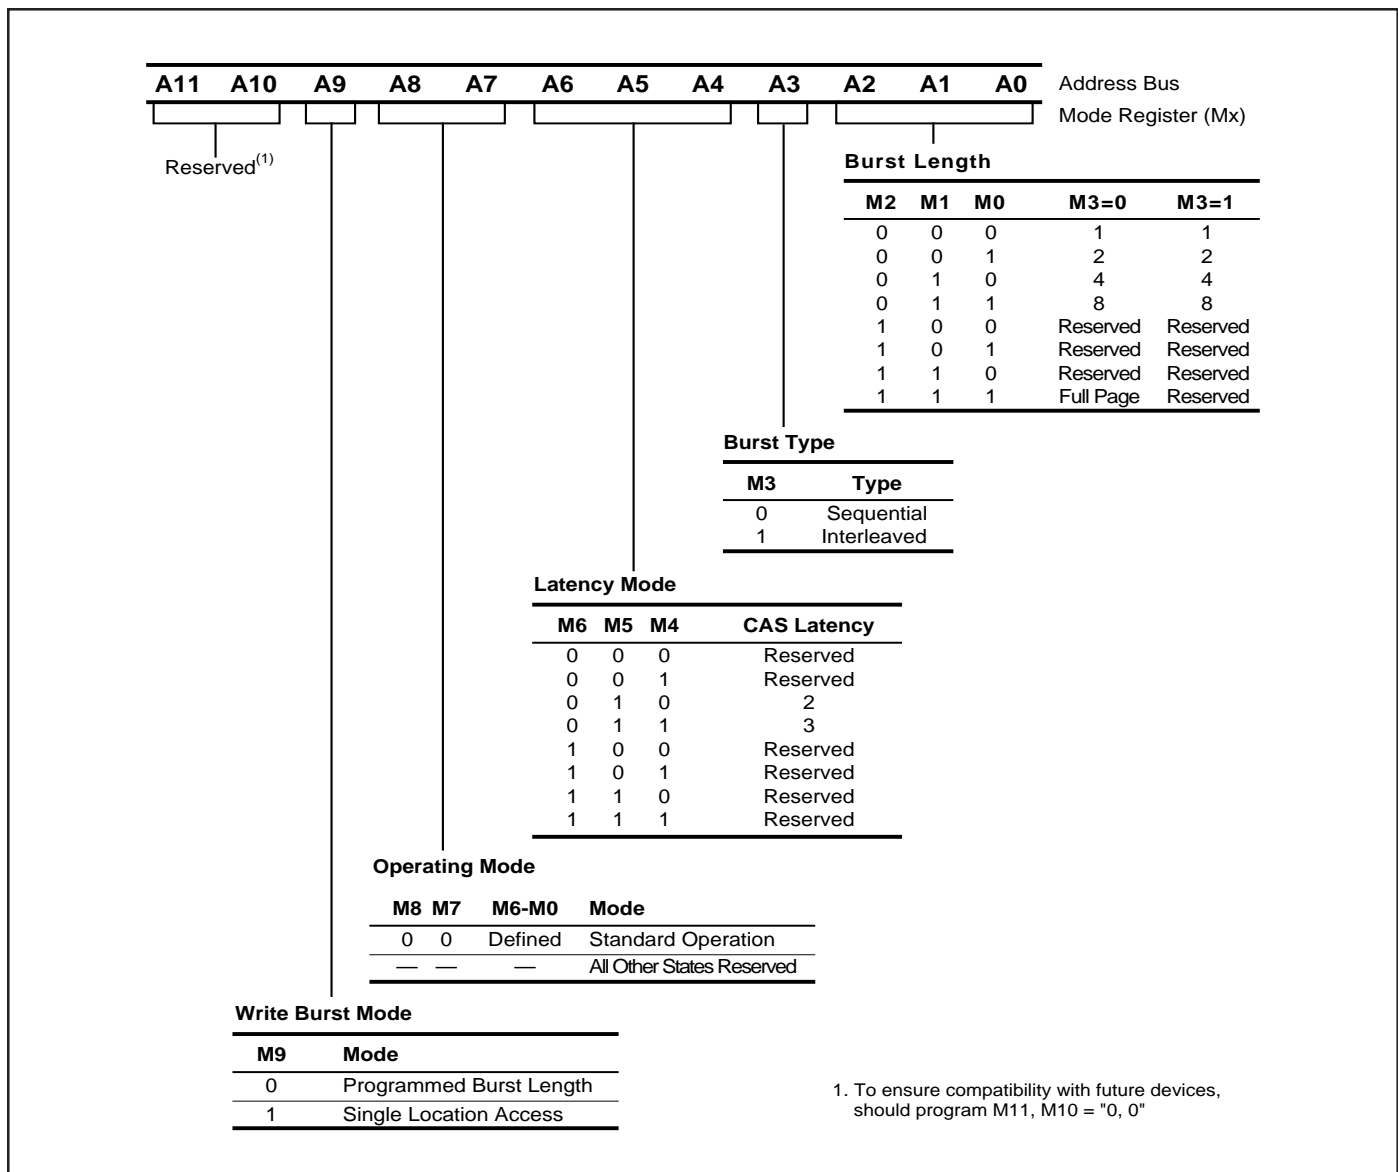 A11 A10 A9 A8 A7 A6 A5 A4 A3 A2 A1 A0 Address Bus
Mode Register (Mx)
Reserved(1)
Burst Length
M2 M1 M0 M3=0 M3=1
0 0 0 1 1
0 0 1 2 2
0 1 0 4 4
0 1 1 8 8
1 0 0 Reserved Reserved
1 0 1 Reserved Reserved
1 1 0 Reserved Reserved
1 1 1 Full Page Reserved
Burst Type
M3 Type
0 Sequential
1 Interleaved
Latency Mode
M6 M5 M4 CAS Latency
0 0 0 Reserved
0 0 1 Reserved
0 1 0 2
0 1 1 3
1 0 0 Reserved
1 0 1 Reserved
1 1 0 Reserved
1 1 1 Reserved
Operating Mode
M8 M7 M6-M0 Mode
0 0 Defined Standard Operation
— — — All Other States Reserved
Write Burst Mode
M9 Mode
0 Programmed Burst Length
1 Single Location Access
1. To ensure compatibility with future devices,
should program M11, M10 = "0, 0"